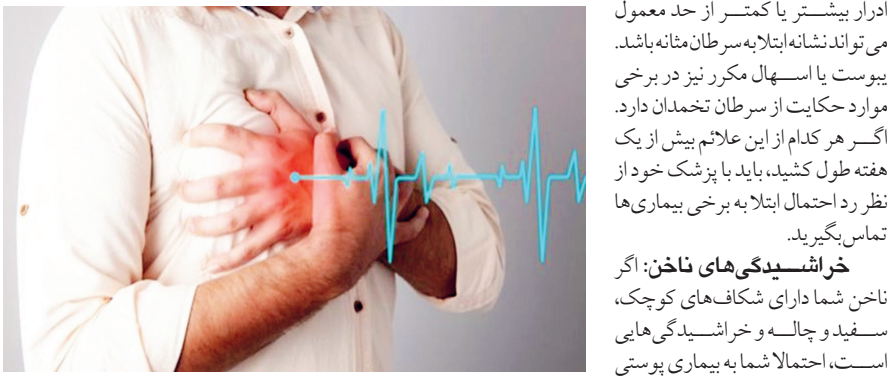 ادرار بیشتر یا کمتر از حد معمول
می‌تواند نشانه ابتلا به سرطان مثانه باشد.
یبوست یا اسهال مکرر نیز در برخی
موارد حکایت از سرطان تخمدان دارد.
اگر هر کدام از این علائم بیش از یک
هفته طول کشید، باید با پزشک خود از
نظر رد احتمال ابتلا به برخی بیماری‌ها
تماس بگیرید.
خراشیدگی‌های ناخن: اگر
ناخن شما دارای شکاف‌های کوچک،
سفید و چاله و خراشیدگی‌هایی
است، احتمالا شما به بیماری پوستی